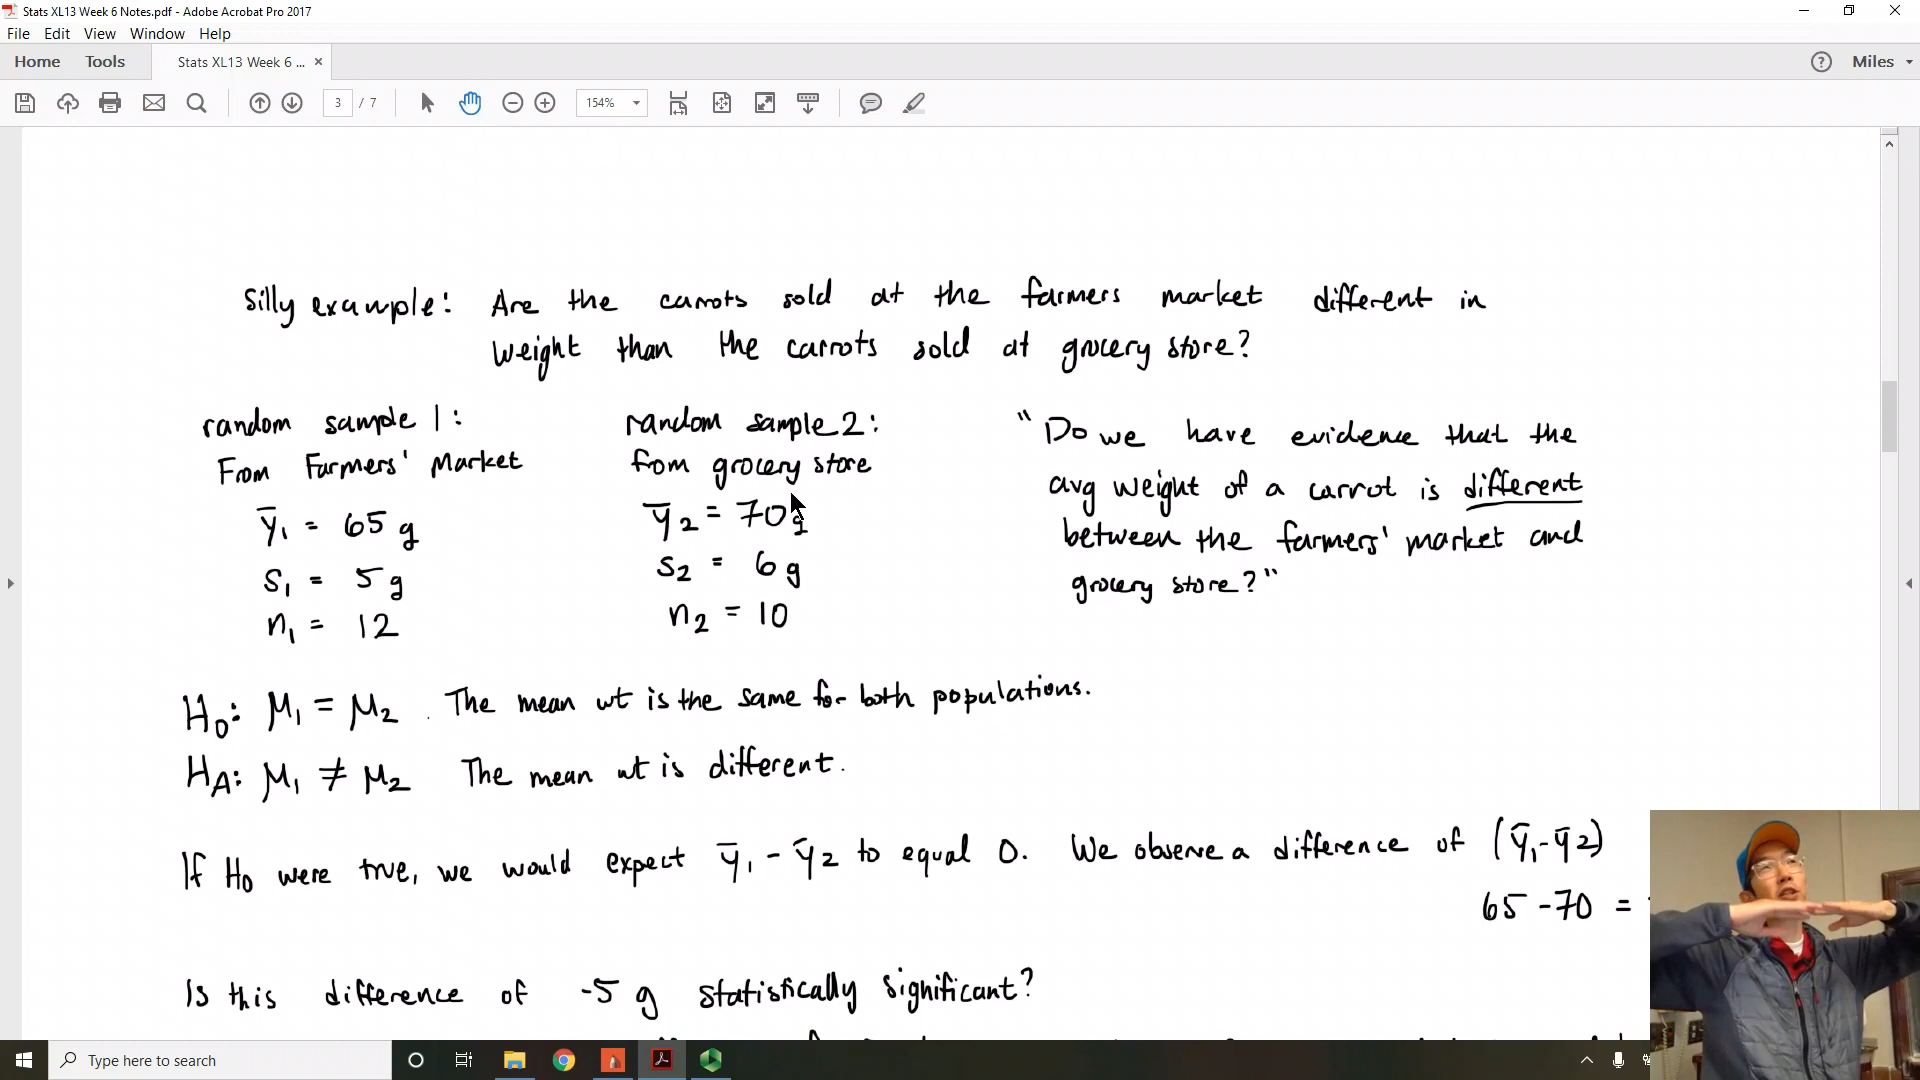 Stats XL13 Week 6 Notes.pdf - Adobe Acrobat Pro 2017
File Edit View Window Help
Home Tools Stats XL13 Week 6 ... × Miles
3 / 7 154%
Silly example: Are the carrots sold at the farmers market different in
weight than the carrots sold at grocery store?
random sample 1:
From Farmers' Market
ȳ₁ = 65 g
s₁ = 5 g
n₁ = 12
random sample 2:
from grocery store
ȳ₂ = 70 g
s₂ = 6 g
n₂ = 10
"Do we have evidence that the
avg weight of a carrot is different
between the farmers' market and
grocery store?"
H₀: μ₁ = μ₂. The mean wt is the same for both populations.
H_A: μ₁ ≠ μ₂ The mean wt is different.
If H₀ were true, we would expect ȳ₁ - ȳ₂ to equal 0. We observe a difference of (ȳ₁-ȳ₂)
65 - 70 =
Is this difference of -5 g statistically significant?
Type here to search